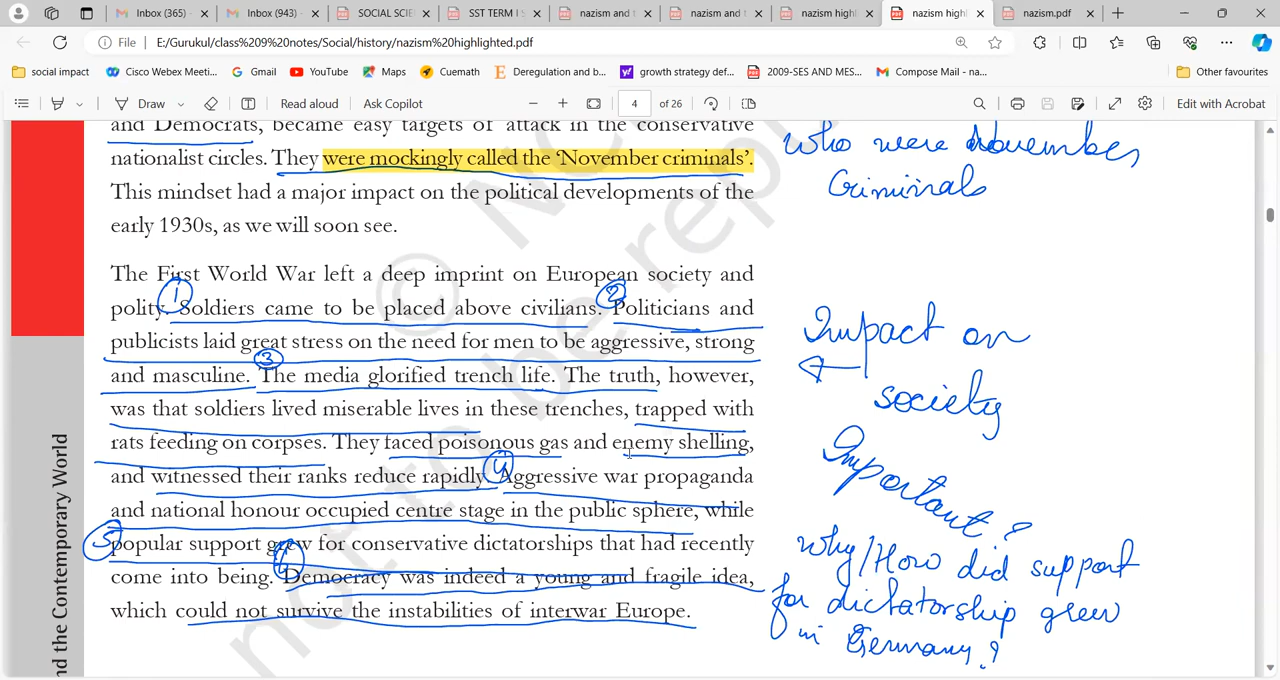 Inbox (365)
Inbox (943)
SOCIAL SCIE
SST TERM I S
nazism and t
nazism and t
nazism highl
nazism highl
nazism.pdf
File E:/Gurukul/class%209%20notes/Social/history/nazism%20highlighted.pdf
social impact
Cisco Webex Meeti...
Gmail
YouTube
Maps
Cuemath
Deregulation and b...
growth strategy def...
2009-SES AND MES...
Compose Mail - na...
Other favourites
Draw
Read aloud
Ask Copilot
4 of 26
Edit with Acrobat
and Democrats, became easy targets of attack in the conservative
nationalist circles. They were mockingly called the ‘November criminals’.
This mindset had a major impact on the political developments of the
early 1930s, as we will soon see.
who were November
Criminals
The First World War left a deep imprint on European society and
polity. Soldiers came to be placed above civilians. Politicians and
publicists laid great stress on the need for men to be aggressive, strong
and masculine. The media glorified trench life. The truth, however,
was that soldiers lived miserable lives in these trenches, trapped with
rats feeding on corpses. They faced poisonous gas and enemy shelling,
and witnessed their ranks reduce rapidly. Aggressive war propaganda
and national honour occupied centre stage in the public sphere, while
popular support grew for conservative dictatorships that had recently
come into being. Democracy was indeed a young and fragile idea,
which could not survive the instabilities of interwar Europe.
1
2
3
4
5
Impact on
society
Important ?
Why/How did support
for dictatorship grew
in Germany?
nd the Contemporary World
© NC
not to be rep